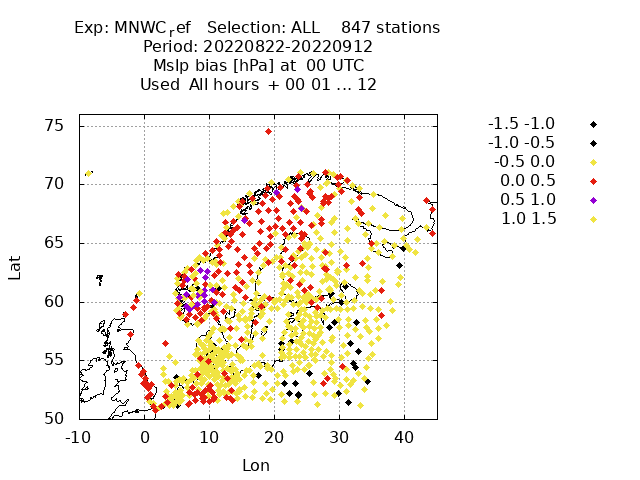 Exp: MNWC_ref   Selection: ALL    847 stations
Period: 20220822-20220912
Mslp bias [hPa] at  00 UTC
Used  All hours  + 00 01 ... 12
-1.5 -1.0
-1.0 -0.5
-0.5 0.0
0.0 0.5
0.5 1.0
1.0 1.5
75
70
65
60
55
50
Lat
-10 0 10 20 30 40
Lon